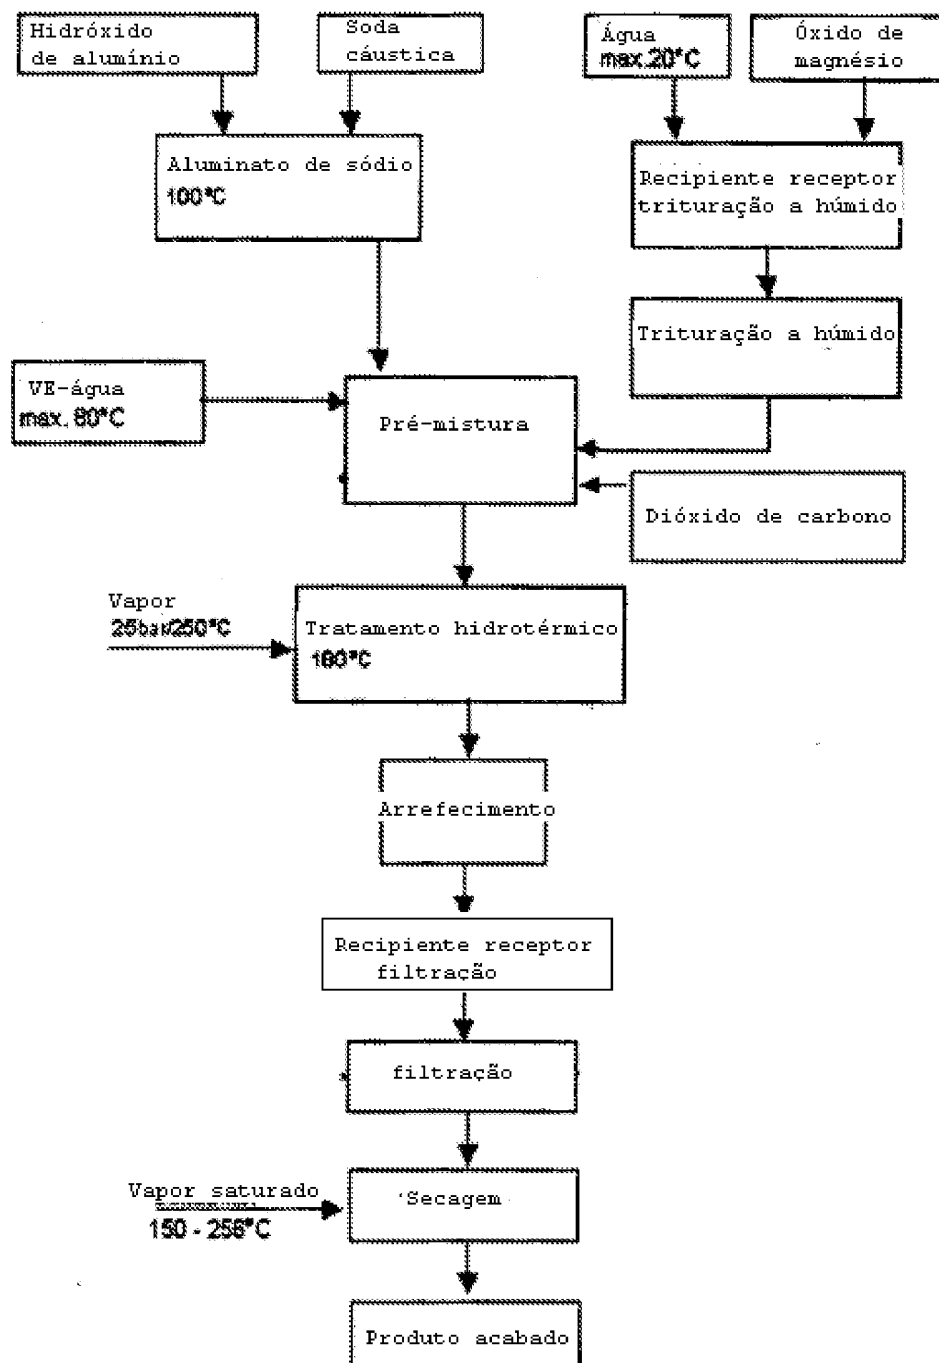 Hidróxido
de alumínio
Soda
cáustica
Água
max.20°C
Óxido de
magnésio
Aluminato de sódio
100°C
Recipiente receptor
trituração a húmido
Trituração a húmido
VE-água
max. 80°C
Pré-mistura
Dióxido de carbono
Vapor
25bar/250°C
Tratamento hidrotérmico
180°C
Arrefecimento
Recipiente receptor
filtração
filtração
Vapor saturado
150 - 256°C
Secagem
Produto acabado